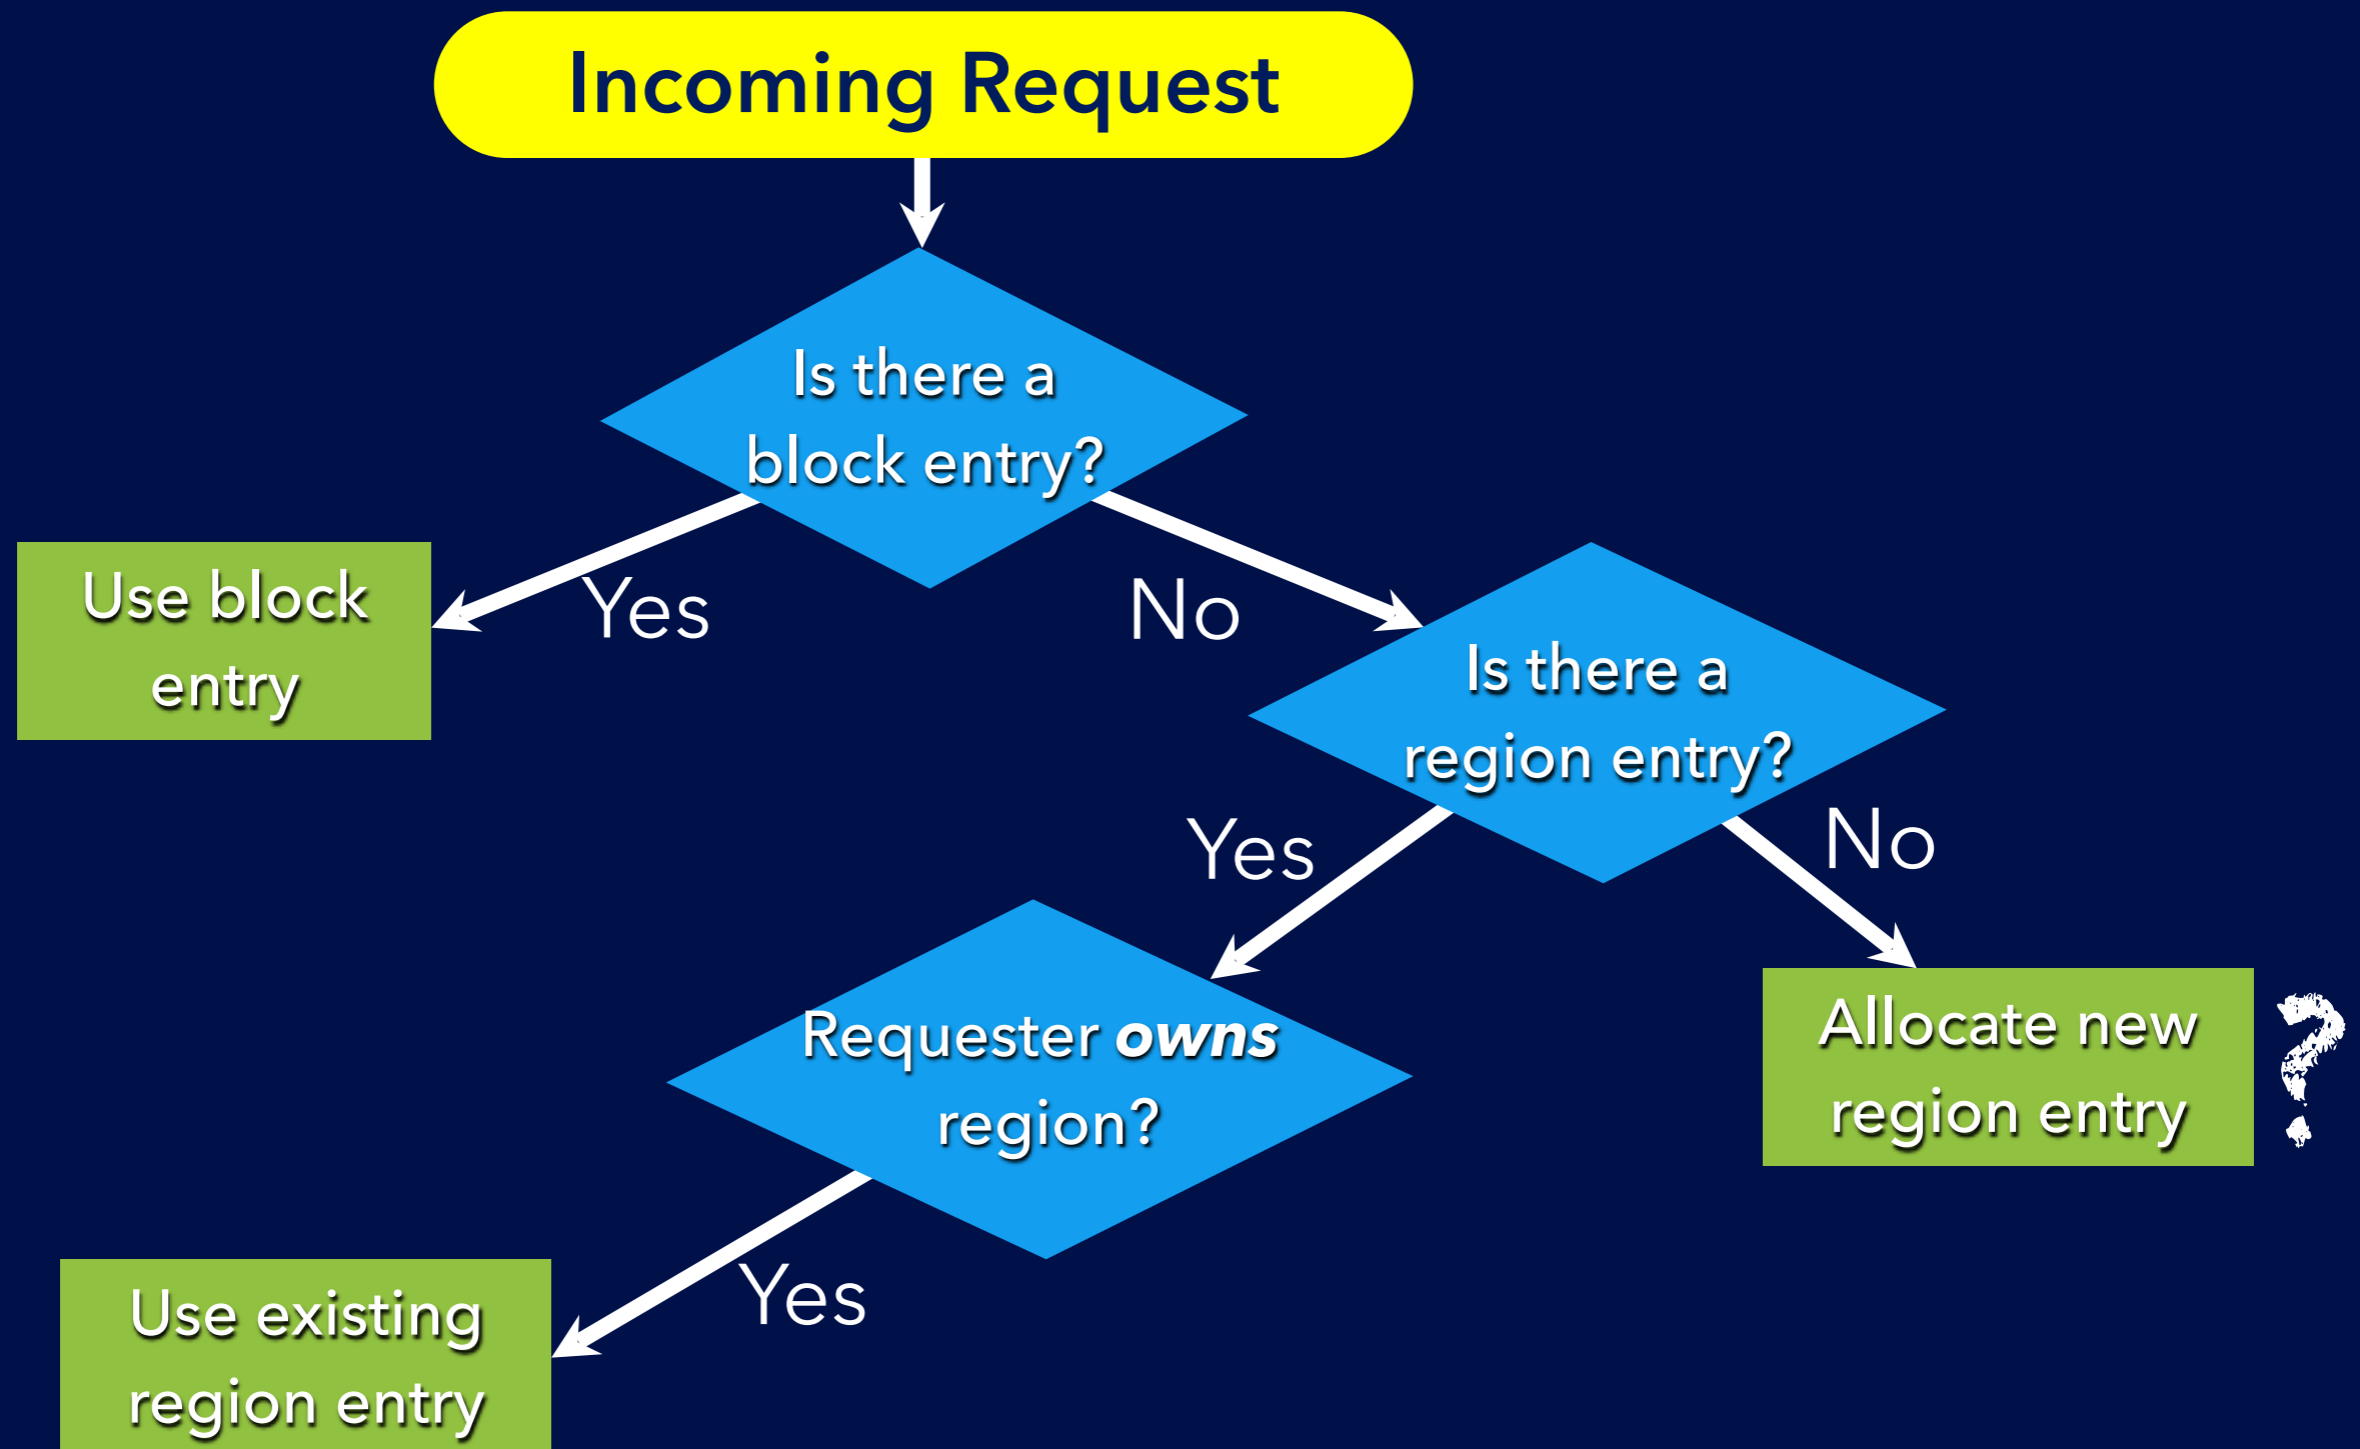 Incoming Request
Is there a
block entry?
Use block
entry
Yes
No
Is there a
region entry?
Yes
No
Requester owns
region?
Allocate new
region entry
?
Yes
Use existing
region entry